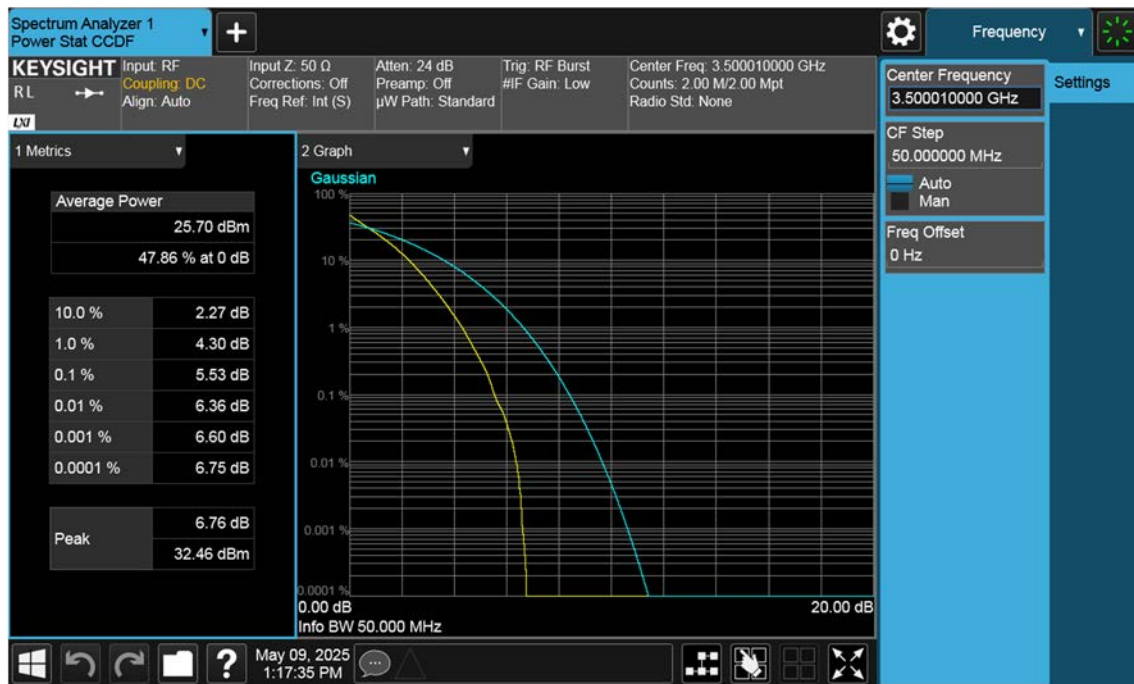 Spectrum Analyzer 1
Power Stat CCDF
Frequency
KEYSIGHT
RL
LXI
Input: RF
Coupling: DC
Align: Auto
Input Z: 50 Ω
Corrections: Off
Freq Ref: Int (S)
Atten: 24 dB
Preamp: Off
µW Path: Standard
Trig: RF Burst
#IF Gain: Low
Center Freq: 3.500010000 GHz
Counts: 2.00 M/2.00 Mpt
Radio Std: None
Center Frequency
3.500010000 GHz
Settings
CF Step
50.000000 MHz
Auto
Man
Freq Offset
0 Hz
1 Metrics
Average Power
25.70 dBm
47.86 % at 0 dB
10.0 % 2.27 dB
1.0 % 4.30 dB
0.1 % 5.53 dB
0.01 % 6.36 dB
0.001 % 6.60 dB
0.0001 % 6.75 dB
Peak
6.76 dB
32.46 dBm
2 Graph
Gaussian
100 %
10 %
1 %
0.1 %
0.01 %
0.001 %
0.0001 %
0.00 dB 20.00 dB
Info BW 50.000 MHz
May 09, 2025
1:17:35 PM